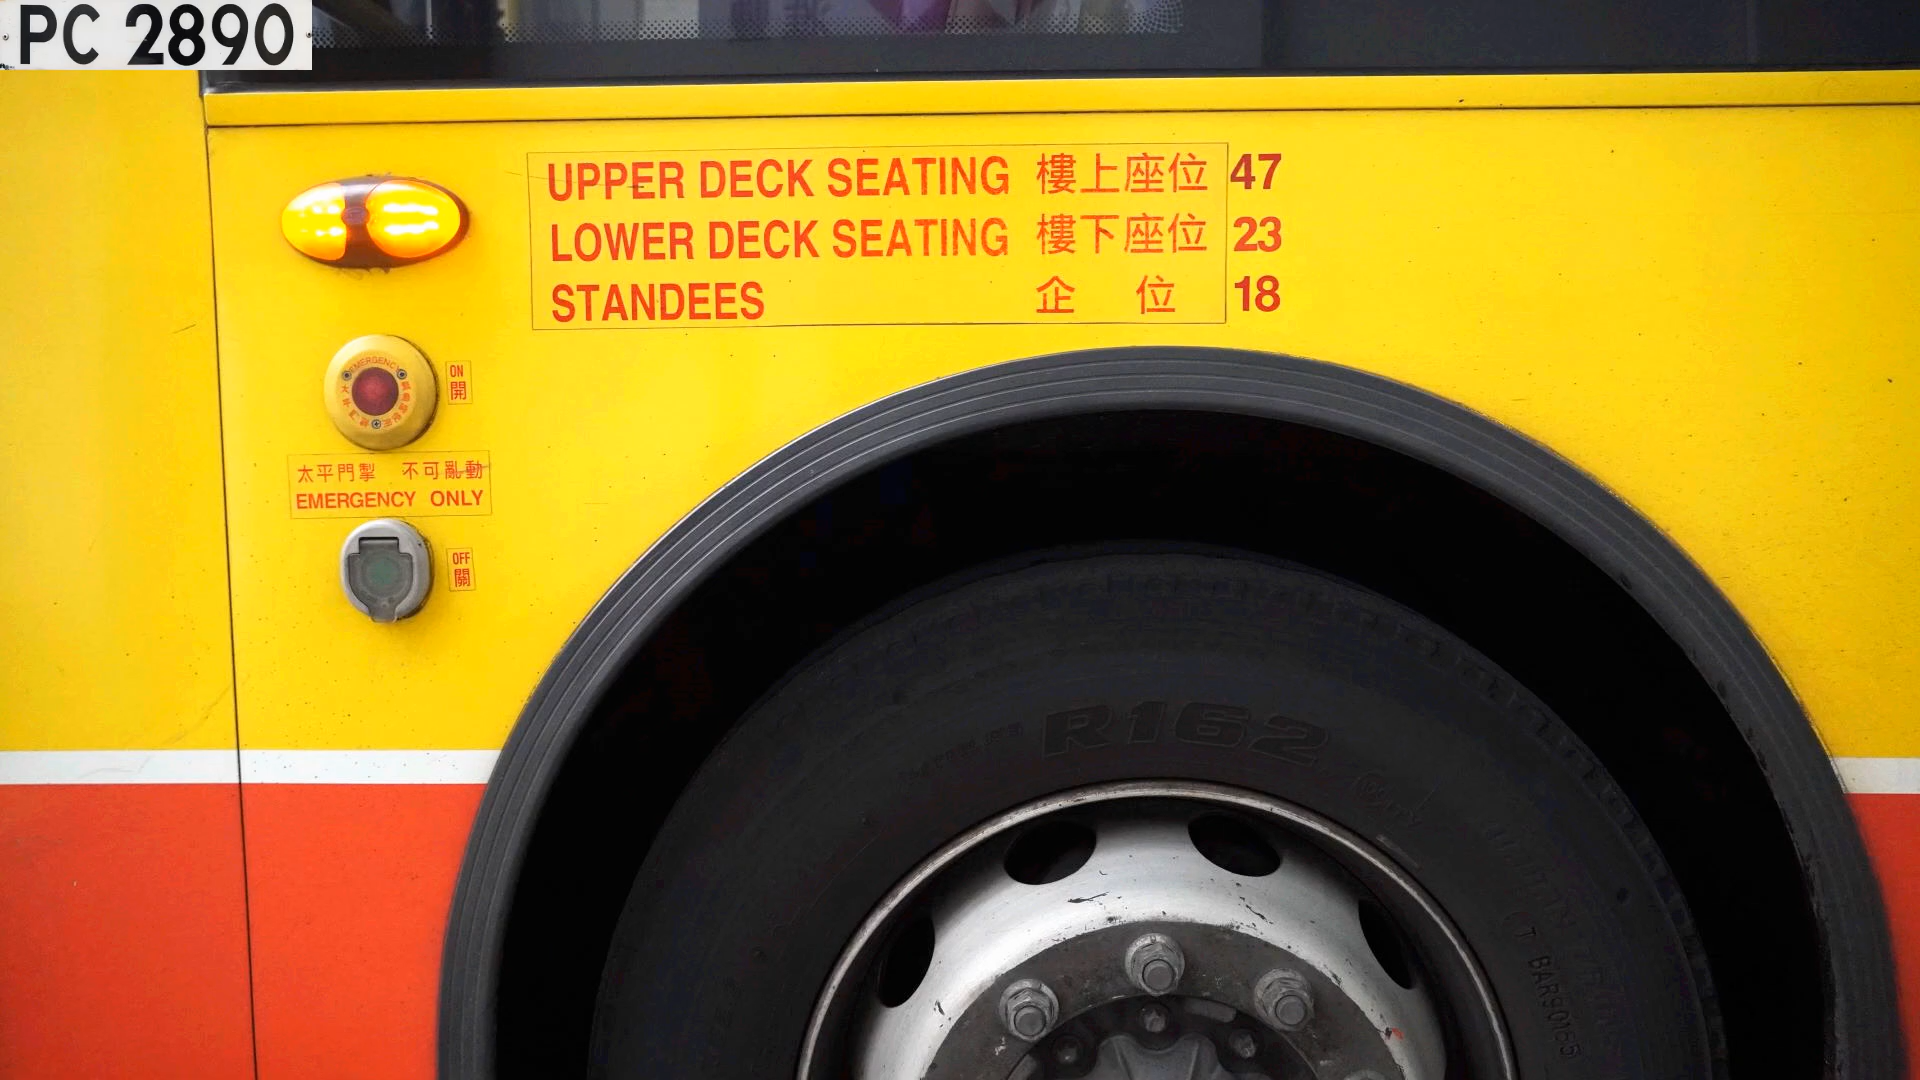 PC 2890
UPPER DECK SEATING 樓上座位 47
LOWER DECK SEATING 樓下座位 23
STANDEES 企 位 18
EMERGENCY
ON
開
太平門掣 不可亂動
EMERGENCY ONLY
OFF
關
R162